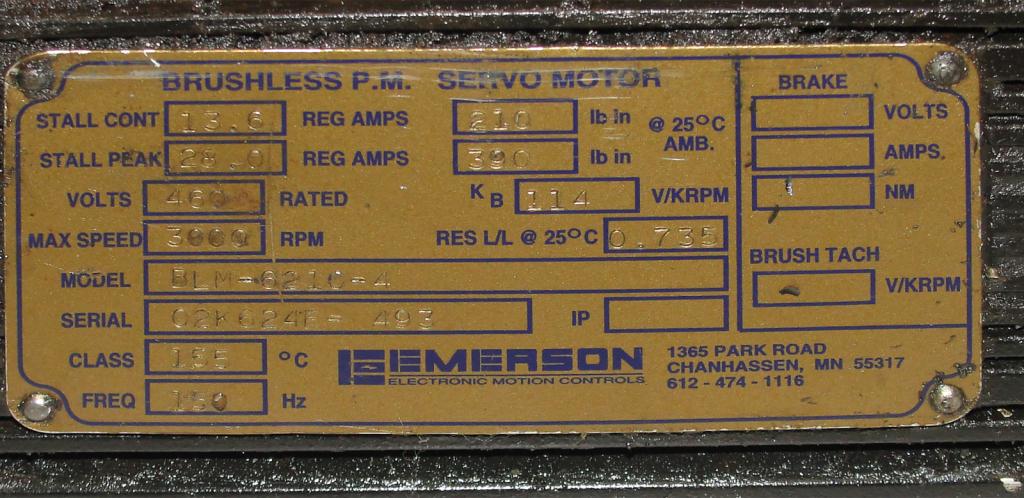 BRUSHLESS P.M. SERVO MOTOR
STALL CONT 13.6 REG AMPS 210 lb in @ 25°C AMB.
STALL PEAK 28.0 REG AMPS 390 lb in
VOLTS 460 RATED KB 114 V/KRPM
MAX SPEED 3000 RPM RES L/L @ 25°C 0.735
MODEL BLM-6210-4
SERIAL 02K624F- 493 IP
CLASS 155 °C
FREQ 150 Hz
EMERSON
ELECTRONIC MOTION CONTROLS
1365 PARK ROAD
CHANHASSEN, MN 55317
612 - 474 - 1116
BRAKE
VOLTS
AMPS.
NM
BRUSH TACH
V/KRPM